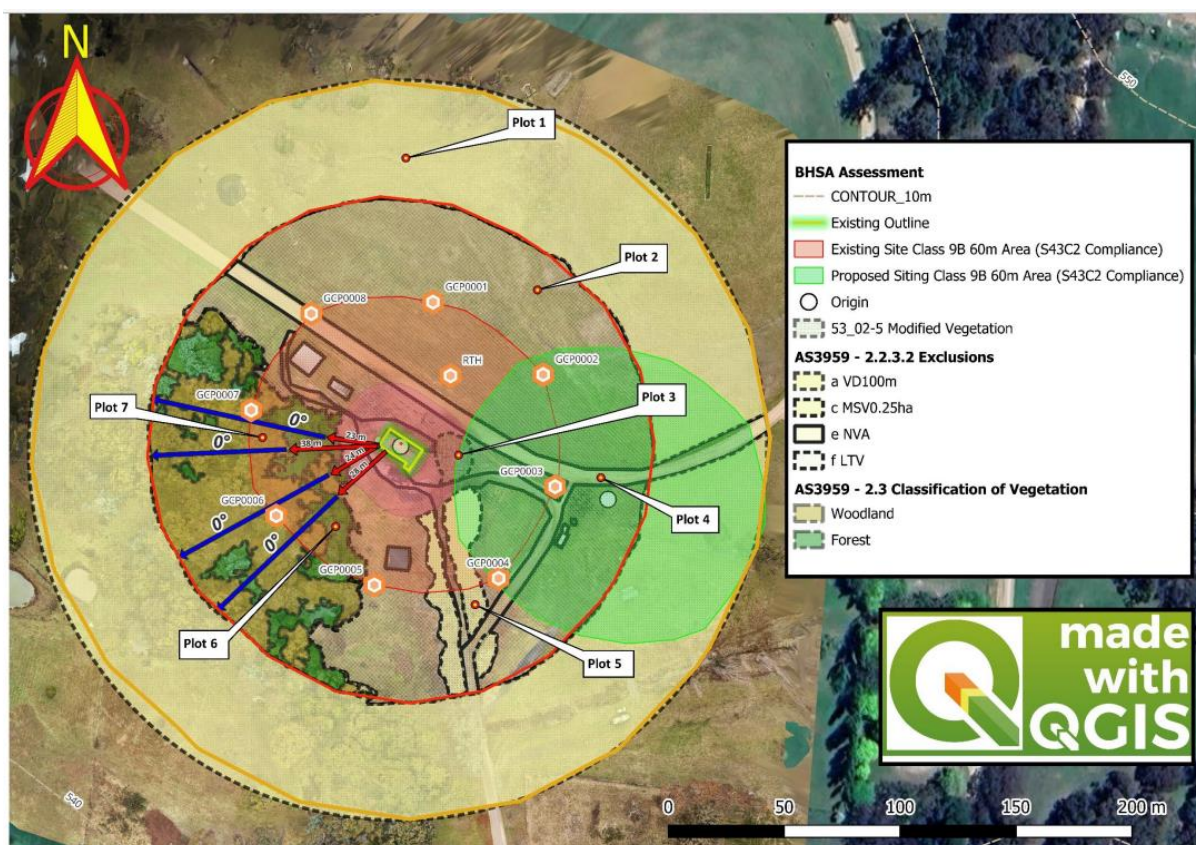 N
Plot 1
550
Plot 2
GCP0008
GCP0001
RTH
GCP0002
Plot 3
GCP0007
Plot 7
0°
0°
23 m
38 m
24 m
28 m
GCP0003
GCP0006
Plot 4
0°
0°
GCP0005
GCP0004
Plot 6
Plot 5
540
BHSA Assessment
CONTOUR_10m
Existing Outline
Existing Site Class 9B 60m Area (S43C2 Compliance)
Proposed Siting Class 9B 60m Area (S43C2 Compliance)
Origin
53_02-5 Modified Vegetation
AS3959 - 2.2.3.2 Exclusions
a VD100m
c MSV0.25ha
e NVA
f LTV
AS3959 - 2.3 Classification of Vegetation
Woodland
Forest
made
with
QGIS
0 50 100 150 200 m